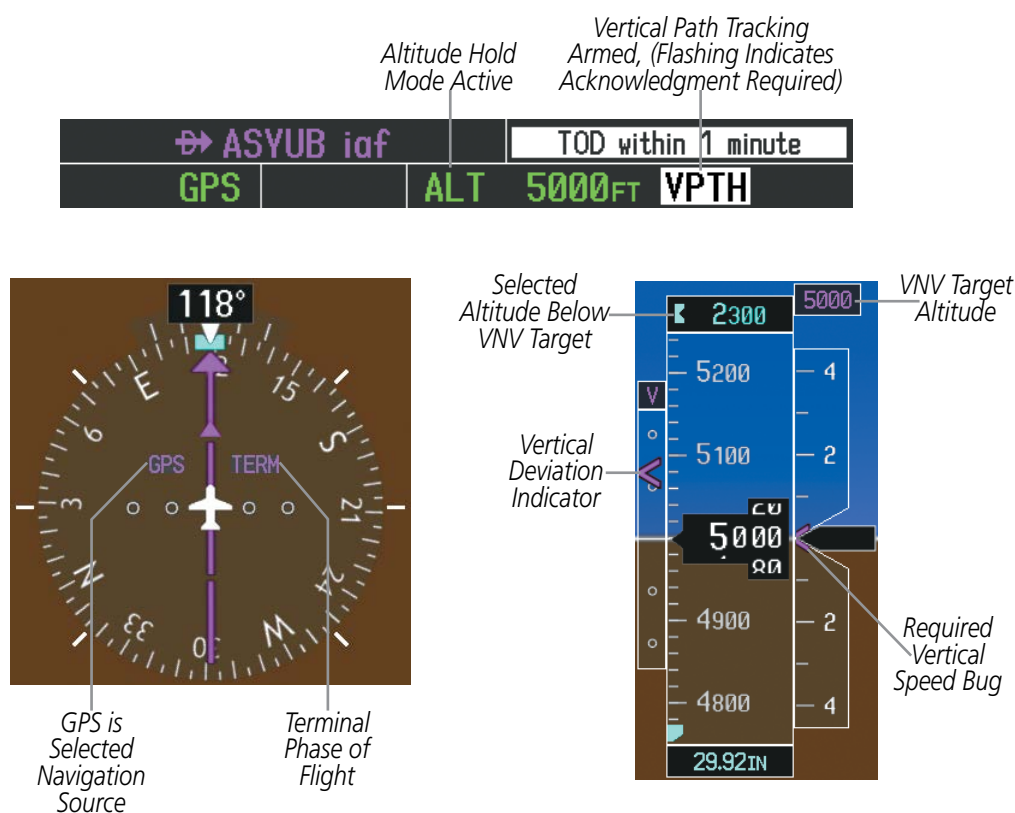 Vertical Path Tracking
Armed, (Flashing Indicates
Acknowledgment Required)
Altitude Hold
Mode Active
ASYUB iaf
TOD within 1 minute
GPS
ALT
5000FT
VPTH
118°
E
12
15
S
21
24
W
30
33
N
3
6
GPS
TERM
GPS is
Selected
Navigation
Source
Terminal
Phase of
Flight
Selected
Altitude Below
VNV Target
VNV Target
Altitude
2300
5000
5200
4
V
5100
2
Vertical
Deviation
Indicator
5000
80
4900
2
4800
4
29.92IN
Required
Vertical
Speed Bug